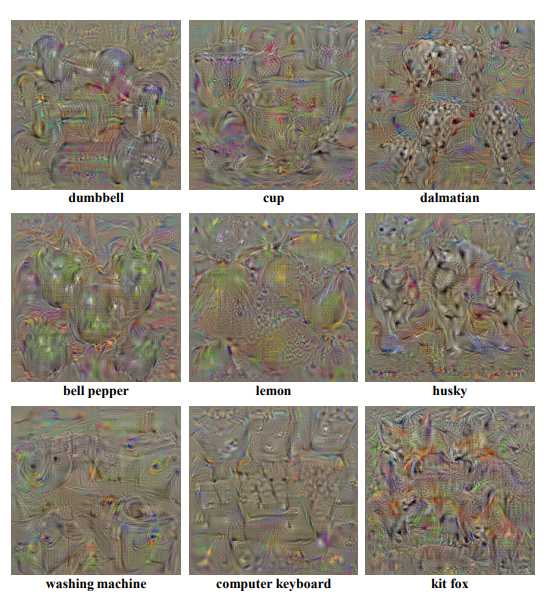 dumbbell
cup
dalmatian
bell pepper
lemon
husky
washing machine
computer keyboard
kit fox